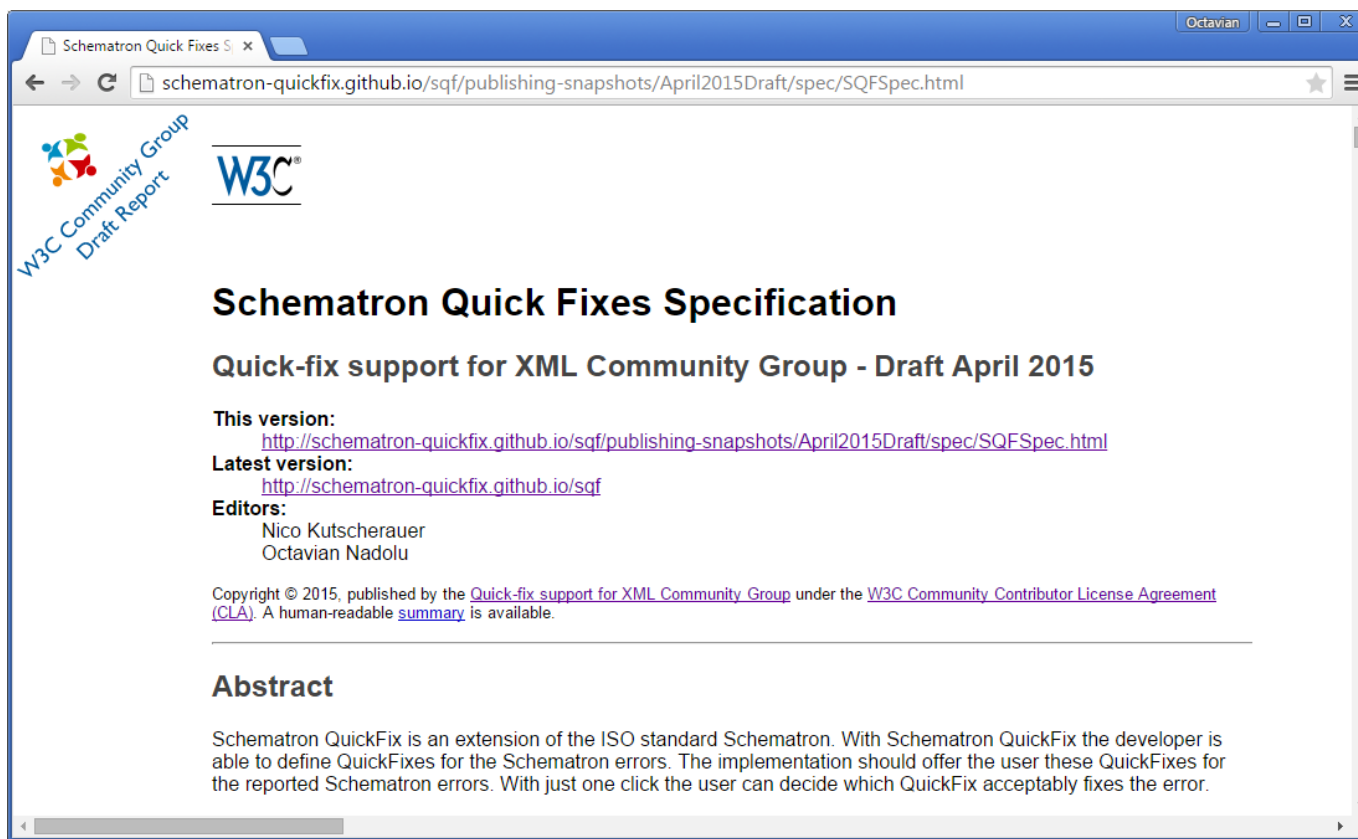 Octavian
Schematron Quick Fixes S
schematron-quickfix.github.io/sqf/publishing-snapshots/April2015Draft/spec/SQFSpec.html
W3C Community Group
Draft Report
W3C®
Schematron Quick Fixes Specification
Quick-fix support for XML Community Group - Draft April 2015
This version:
http://schematron-quickfix.github.io/sqf/publishing-snapshots/April2015Draft/spec/SQFSpec.html
Latest version:
http://schematron-quickfix.github.io/sqf
Editors:
Nico Kutscherauer
Octavian Nadolu
Copyright © 2015, published by the Quick-fix support for XML Community Group under the W3C Community Contributor License Agreement
(CLA). A human-readable summary is available.
Abstract
Schematron QuickFix is an extension of the ISO standard Schematron. With Schematron QuickFix the developer is
able to define QuickFixes for the Schematron errors. The implementation should offer the user these QuickFixes for
the reported Schematron errors. With just one click the user can decide which QuickFix acceptably fixes the error.